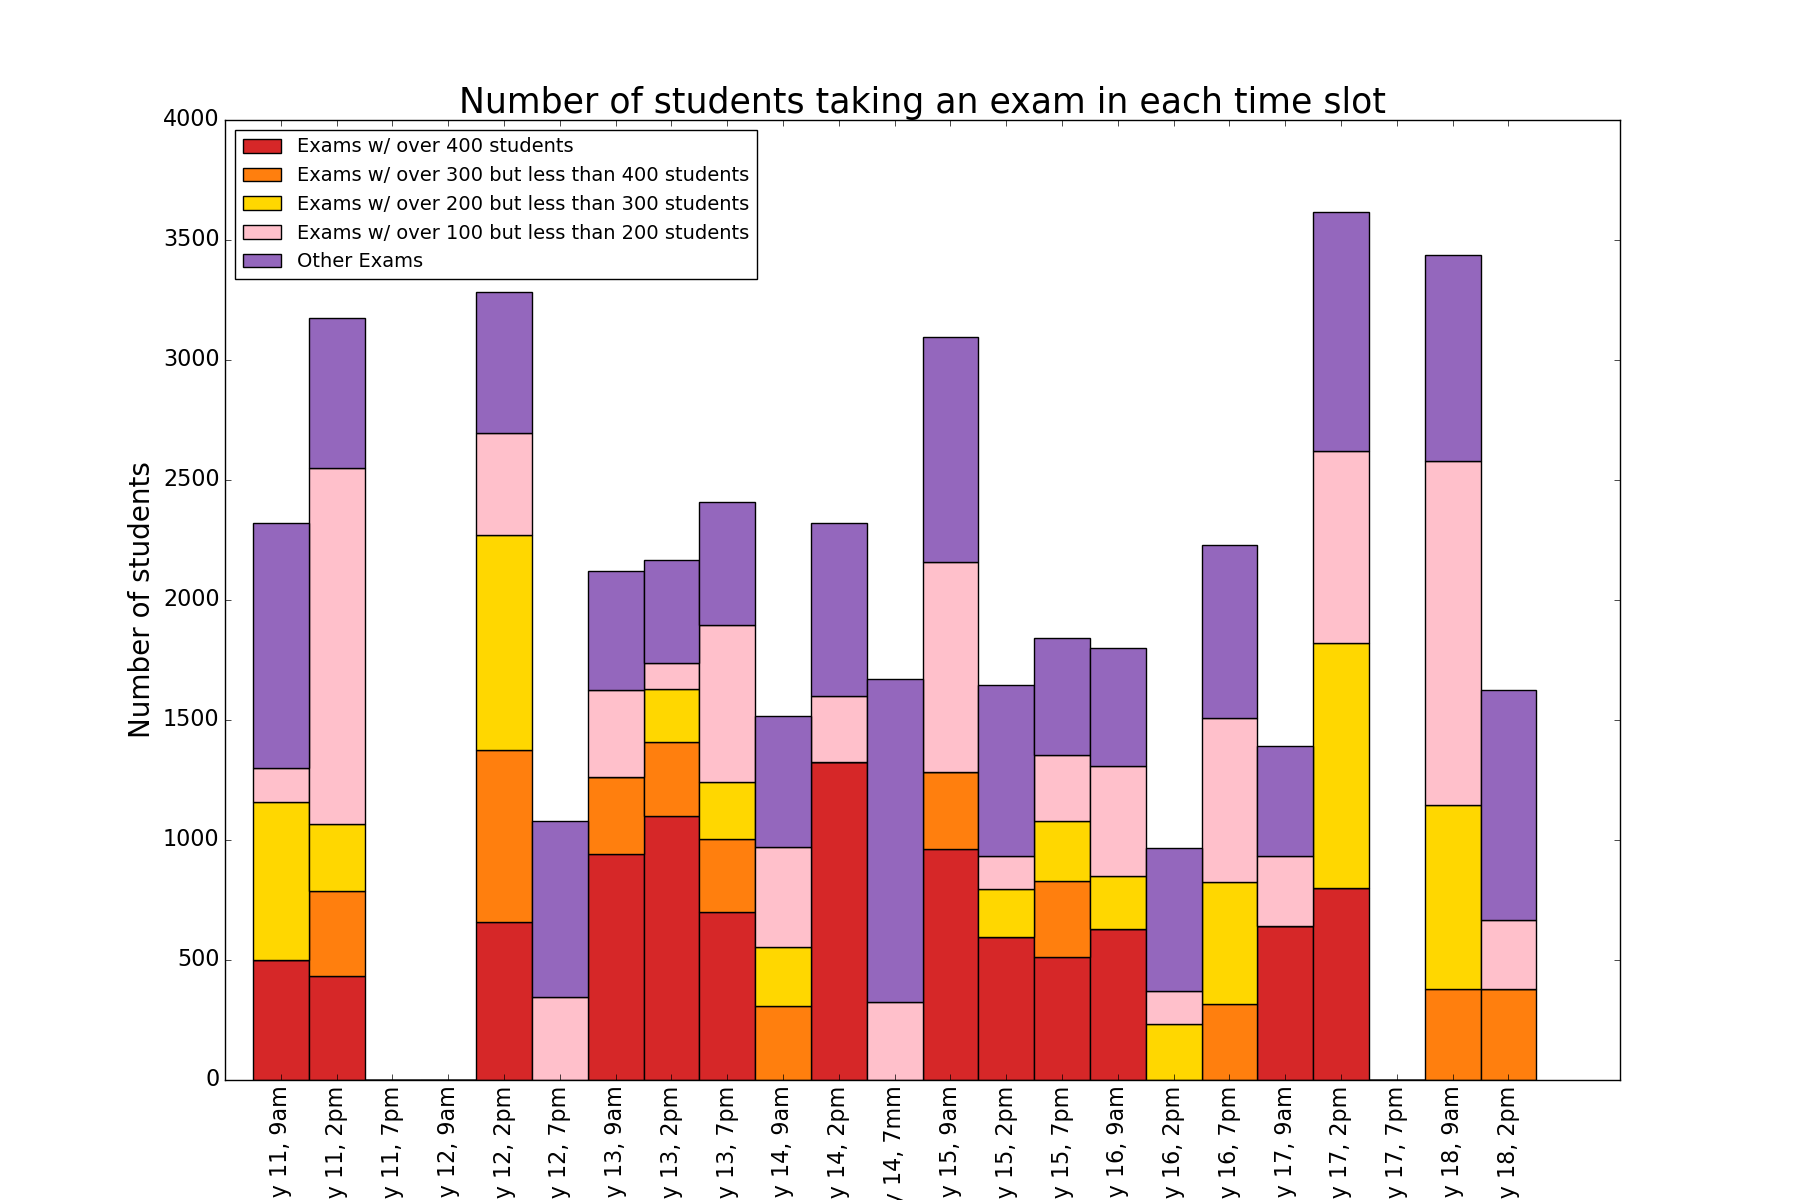 Number of students taking an exam in each time slot
Exams w/ over 400 students
Exams w/ over 300 but less than 400 students
Exams w/ over 200 but less than 300 students
Exams w/ over 100 but less than 200 students
Other Exams
Number of students
4000
3500
3000
2500
2000
1500
1000
500
0
y 11, 9am
y 11, 2pm
y 11, 7pm
y 12, 9am
y 12, 2pm
y 12, 7pm
y 13, 9am
y 13, 2pm
y 13, 7pm
y 14, 9am
y 14, 2pm
y 14, 7mm
y 15, 9am
y 15, 2pm
y 15, 7pm
y 16, 9am
y 16, 2pm
y 16, 7pm
y 17, 9am
y 17, 2pm
y 17, 7pm
y 18, 9am
y 18, 2pm